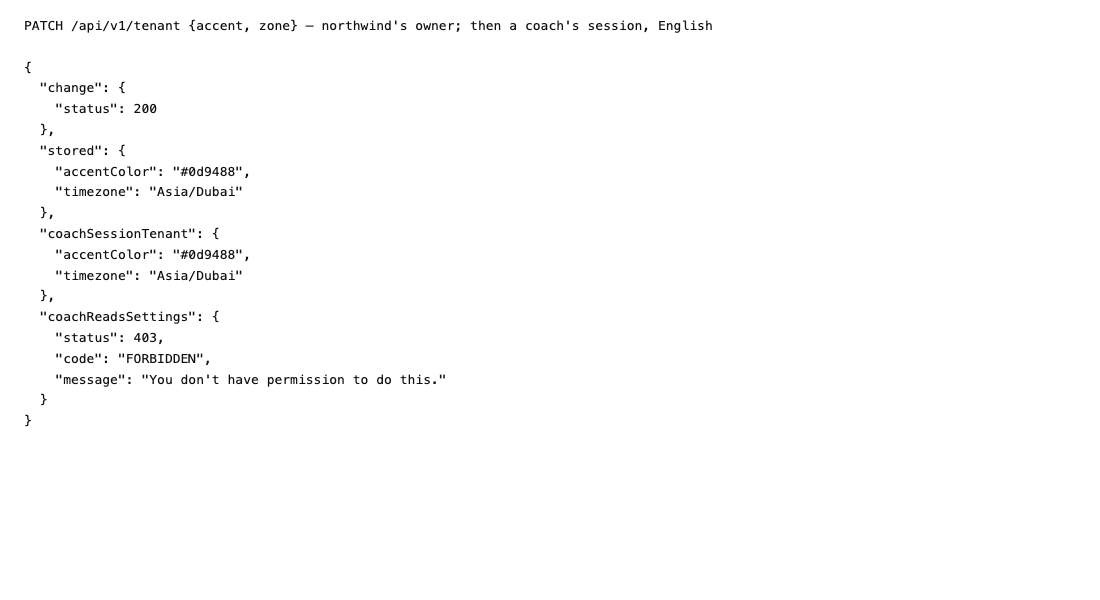 PATCH /api/v1/tenant {accent, zone} — northwind's owner; then a coach's session, English
{
  "change": {
    "status": 200
  },
  "stored": {
    "accentColor": "#0d9488",
    "timezone": "Asia/Dubai"
  },
  "coachSessionTenant": {
    "accentColor": "#0d9488",
    "timezone": "Asia/Dubai"
  },
  "coachReadsSettings": {
    "status": 403,
    "code": "FORBIDDEN",
    "message": "You don't have permission to do this."
  }
}